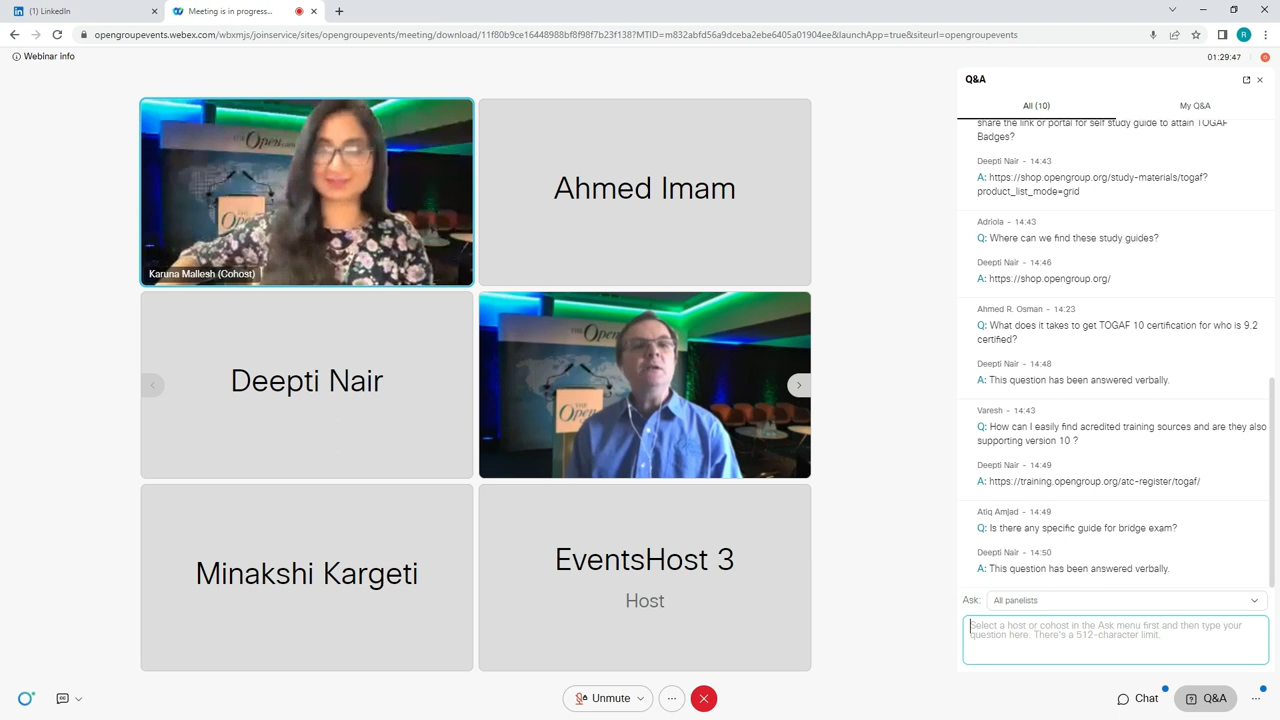 (1) LinkedIn
Meeting is in progress...
opengroupevents.webex.com/wbxmjs/joinservice/sites/opengroupevents/meeting/download/11f80b9ce16448988bf8f98f7b23f138?MTID=m832abfd56a9dceba2ebe6405a01904ee&launchApp=true&siteurl=opengroupevents
R
Webinar info
01:29:47
Karuna Mallesh (Cohost)
Ahmed Imam
Deepti Nair
THE
Open
Minakshi Kargeti
EventsHost 3
Host
Q&A
All (10)
My Q&A
share the link or portal for self study guide to attain TOGAF
Badges?
Deepti Nair - 14:43
A: https://shop.opengroup.org/study-materials/togaf?
product_list_mode=grid
Adriola - 14:43
Q: Where can we find these study guides?
Deepti Nair - 14:46
A: https://shop.opengroup.org/
Ahmed R. Osman - 14:23
Q: What does it takes to get TOGAF 10 certification for who is 9.2
certified?
Deepti Nair - 14:48
A: This question has been answered verbally.
Varesh - 14:43
Q: How can I easily find acredited training sources and are they also
supporting version 10 ?
Deepti Nair - 14:49
A: https://training.opengroup.org/atc-register/togaf/
Atiq Amjad - 14:49
Q: Is there any specific guide for bridge exam?
Deepti Nair - 14:50
A: This question has been answered verbally.
Ask: All panelists
Select a host or cohost in the Ask menu first and then type your
question here. There's a 512-character limit.
Unmute
Chat
Q&A